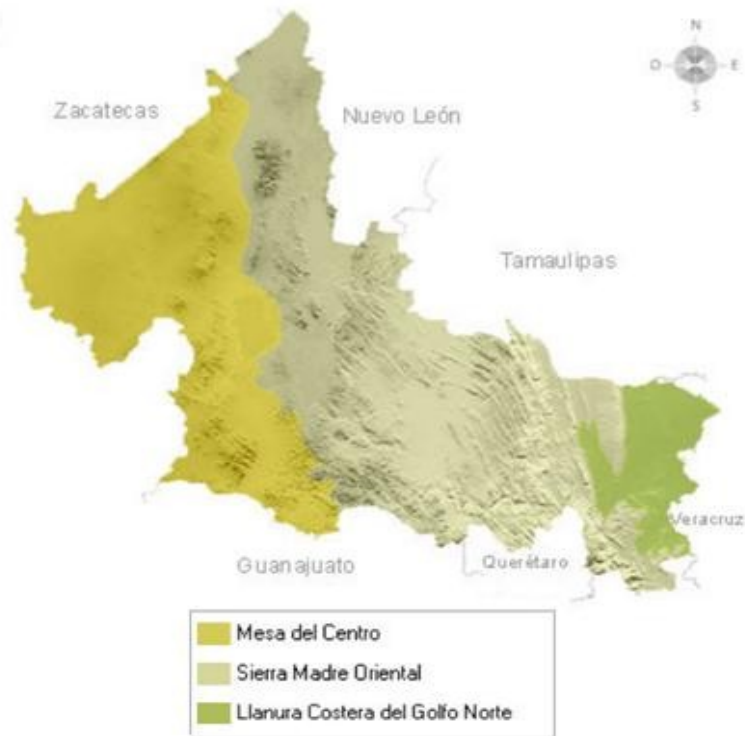 N
Zacatecas
Nuevo León
O
E
S
Tamaulipas
Veracruz
Guanajuato
Querétaro
Mesa del Centro
Sierra Madre Oriental
Llanura Costera del Golfo Norte